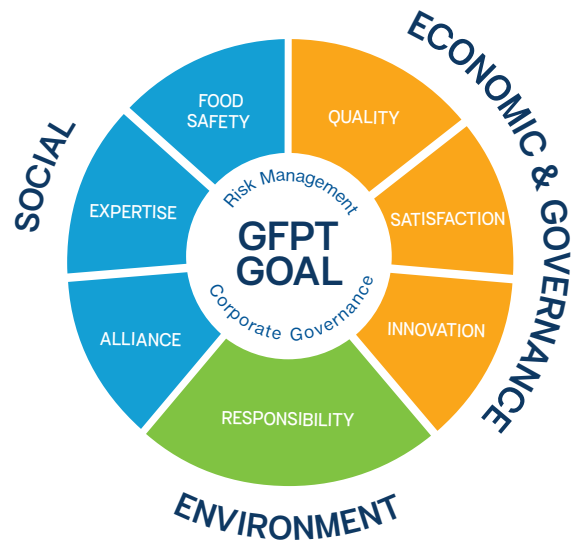 ECONOMIC & GOVERNANCE
SOCIAL
FOOD
SAFETY
QUALITY
EXPERTISE
SATISFACTION
Risk Management
GFPT
GOAL
Corporate Governance
ALLIANCE
INNOVATION
RESPONSIBILITY
ENVIRONMENT